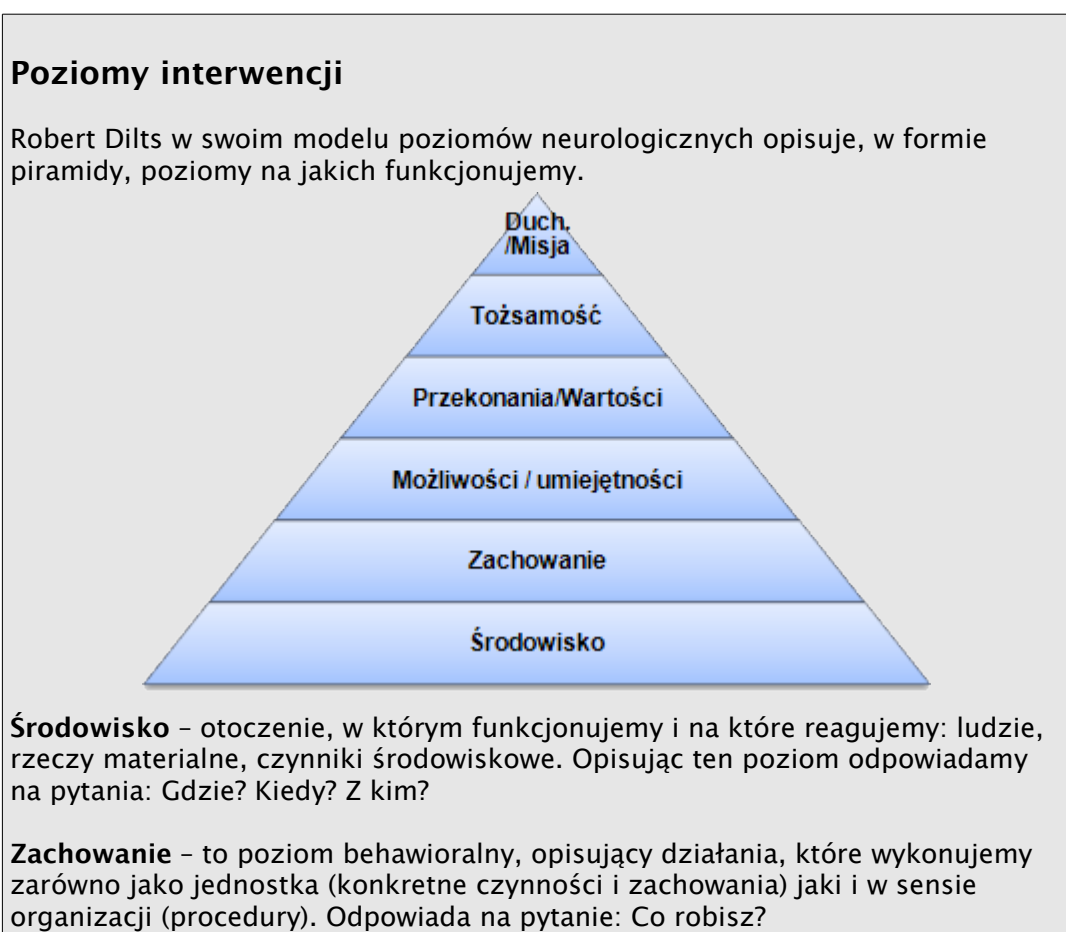 Poziomy interwencji
Robert Dilts w swoim modelu poziomów neurologicznych opisuje, w formie
piramidy, poziomy na jakich funkcjonujemy.
Duch.
/Misja
Tożsamość
Przekonania/Wartości
Możliwości / umiejętności
Zachowanie
Środowisko
Środowisko – otoczenie, w którym funkcjonujemy i na które reagujemy: ludzie,
rzeczy materialne, czynniki środowiskowe. Opisując ten poziom odpowiadamy
na pytania: Gdzie? Kiedy? Z kim?
Zachowanie – to poziom behawioralny, opisujący działania, które wykonujemy
zarówno jako jednostka (konkretne czynności i zachowania) jaki i w sensie
organizacji (procedury). Odpowiada na pytanie: Co robisz?